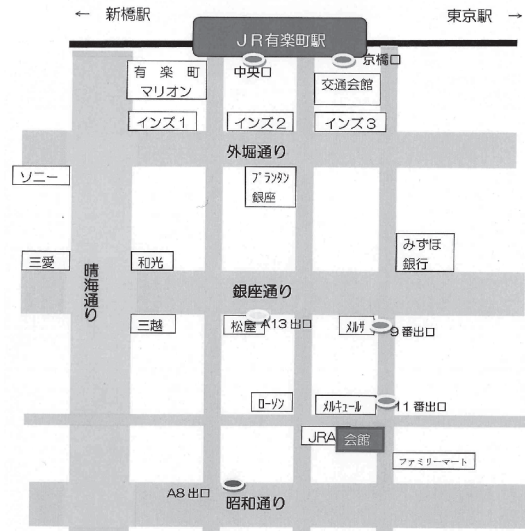 ← 新橋駅
東京駅 →
JR有楽町駅
中央口
京橋口
有楽町
マリオン
交通会館
インズ1
インズ2
インズ3
外堀通り
ソニー
プランタン
銀座
みずほ
銀行
三愛
和光
晴海通り
銀座通り
三越
松屋
A13出口
メルサ
9番出口
ローソン
メルキュール
11番出口
JRA
会館
ファミリーマート
A8出口
昭和通り